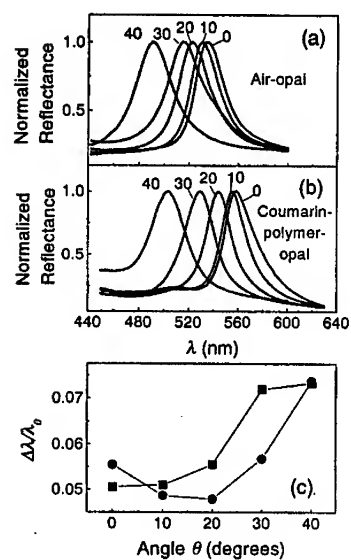 40 30 20 10 0 (a)
Air-opal
Normalized Reflectance
1.0
0.5
40 30 20 10 0 (b)
Coumarin-
polymer-
opal
Normalized Reflectance
1.0
0.5
440 480 520 560 600 640
λ (nm)
Δλ/λ₀
0.07
0.06
0.05
(c).
0 10 20 30 40
Angle θ (degrees)